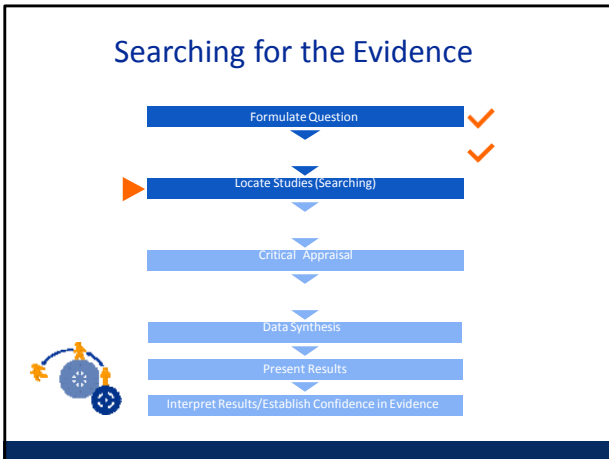 Searching for the Evidence
Formulate Question
Locate Studies (Searching)
Critical Appraisal
Data Synthesis
Present Results
Interpret Results/Establish Confidence in Evidence